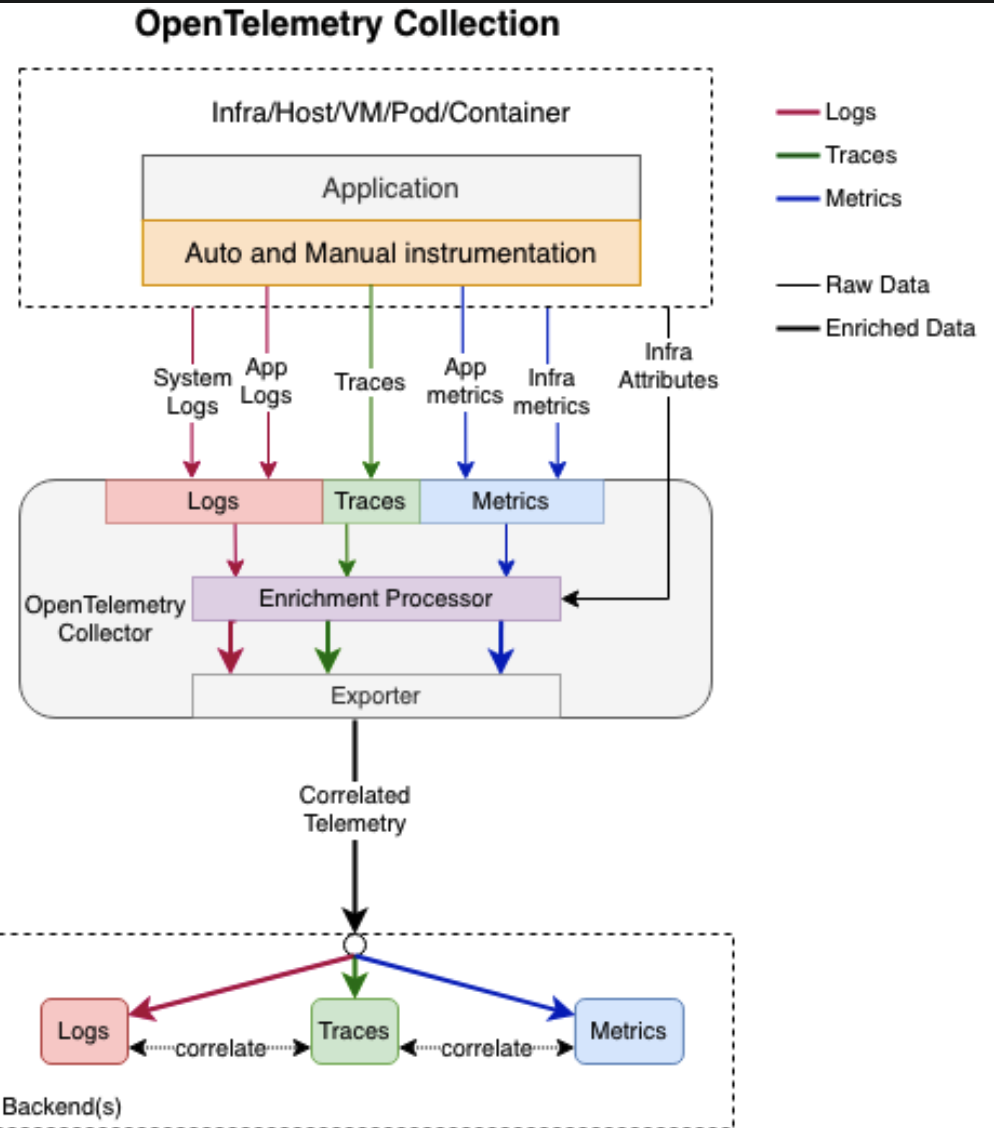 OpenTelemetry Collection
Infra/Host/VM/Pod/Container
Application
Auto and Manual instrumentation
Logs
Traces
Metrics
Raw Data
Enriched Data
System
Logs
App
Logs
Traces
App
metrics
Infra
metrics
Infra
Attributes
Logs
Traces
Metrics
Enrichment Processor
OpenTelemetry
Collector
Exporter
Correlated
Telemetry
Logs
correlate
Traces
correlate
Metrics
Backend(s)